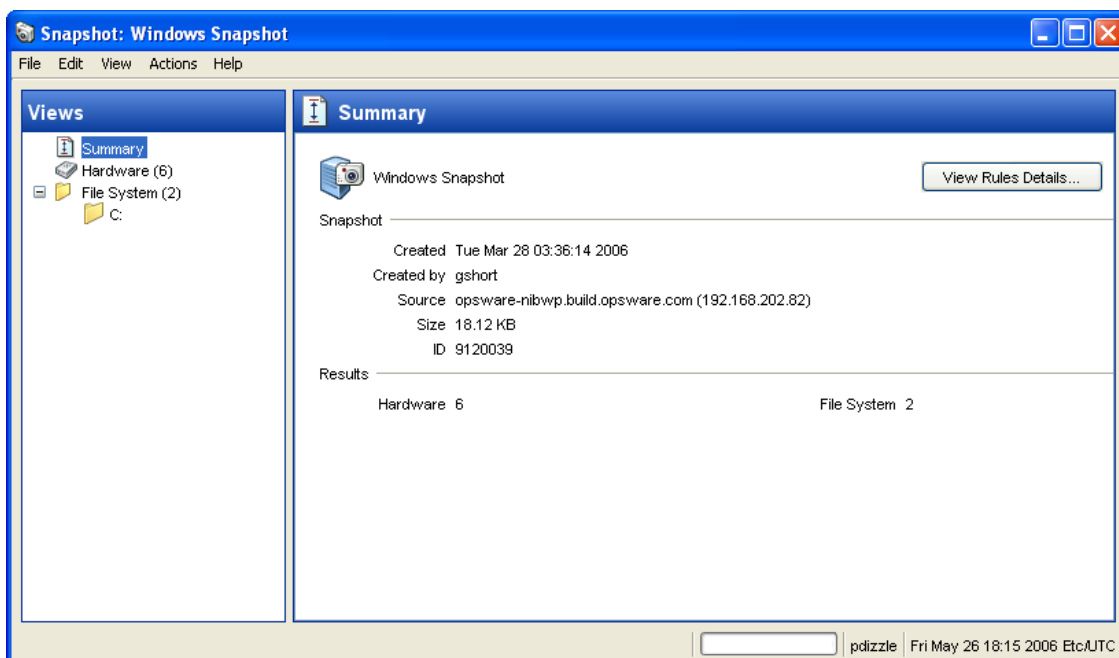 Snapshot: Windows Snapshot
File Edit View Actions Help
Views
Summary
Hardware (6)
File System (2)
C:
Summary
Windows Snapshot
View Rules Details...
Snapshot
Created Tue Mar 28 03:36:14 2006
Created by gshort
Source opsware-nibwp.build.opsware.com (192.168.202.82)
Size 18.12 KB
ID 9120039
Results
Hardware 6 File System 2
pdizzle Fri May 26 18:15 2006 Etc/UTC